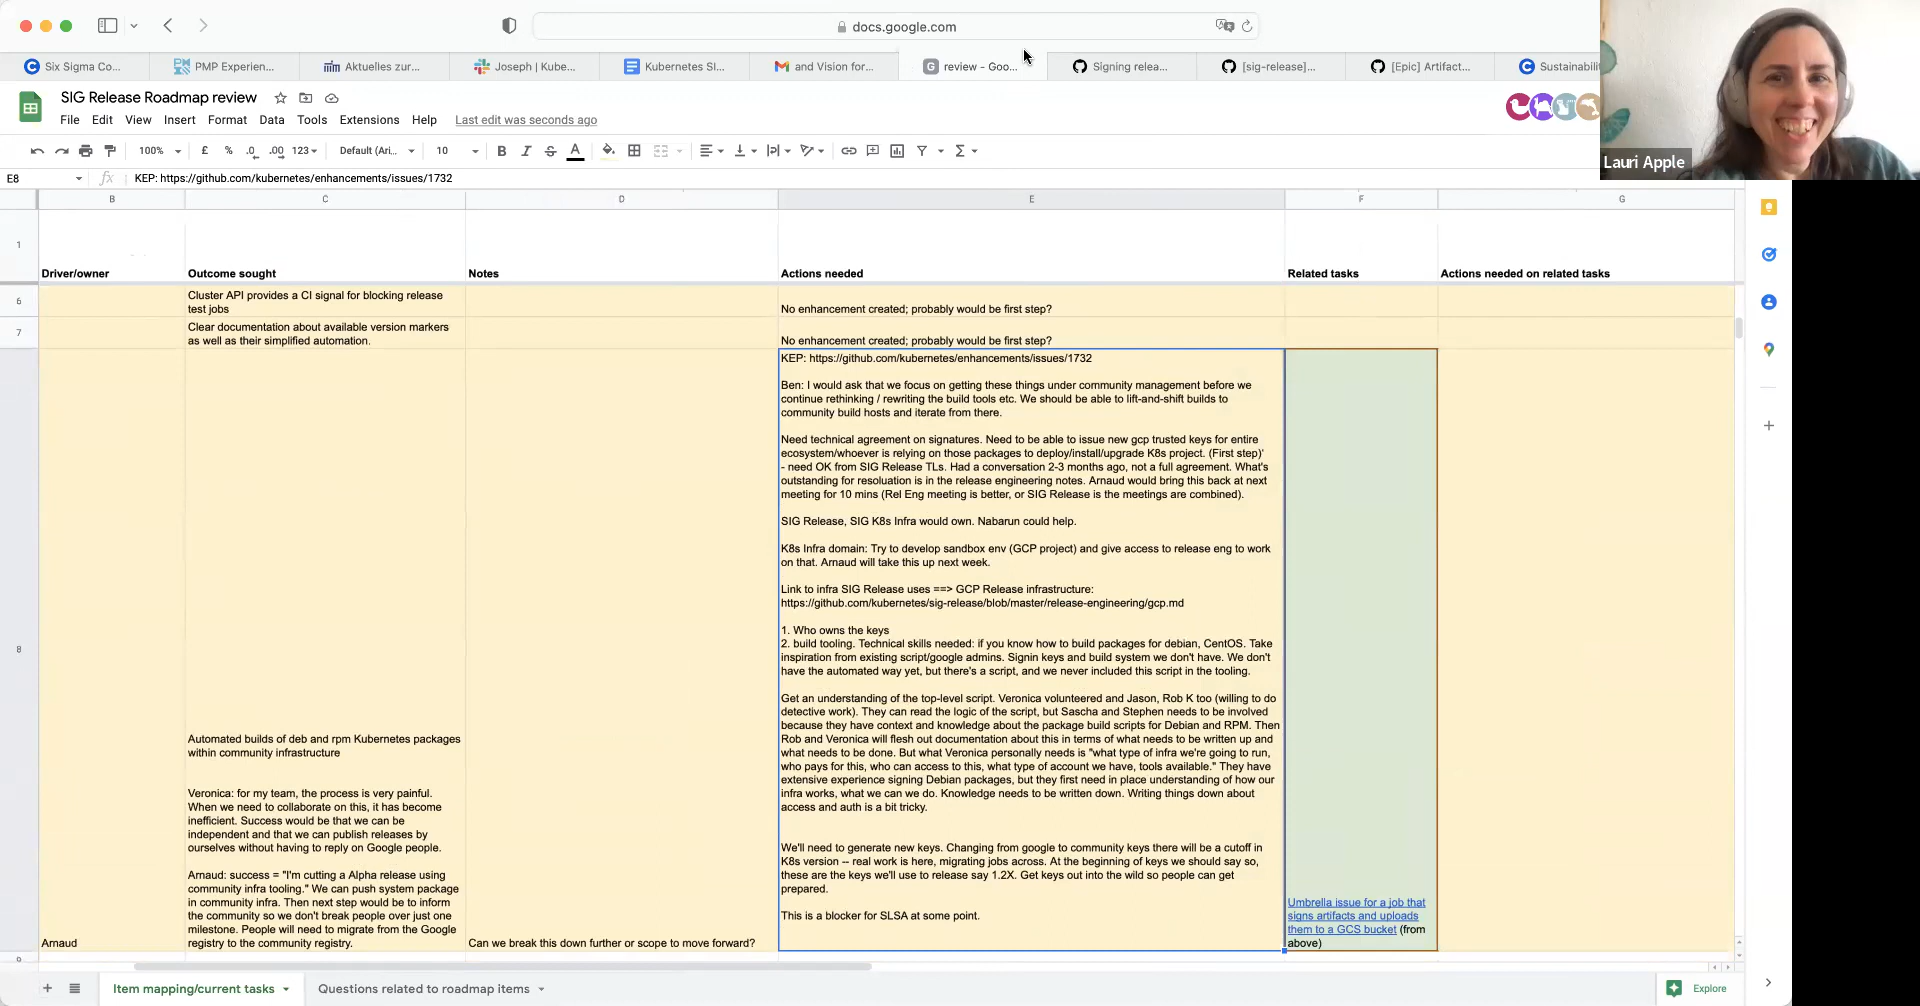 docs.google.com
Six Sigma Co...
PMP Experien...
Aktuelles zur...
Joseph | Kube...
Kubernetes SI...
and Vision for...
review - Goo...
Signing relea...
[sig-release]...
[Epic] Artifact...
Sustainabili
SIG Release Roadmap review
File Edit View Insert Format Data Tools Extensions Help Last edit was seconds ago
100% £ % .0 .00 123 Default (Ari... 10 B I S A
Lauri Apple
E8
fx KEP: https://github.com/kubernetes/enhancements/issues/1732
B C D E F G
1
Driver/owner Outcome sought Notes Actions needed Related tasks Actions needed on related tasks
6
Cluster API provides a CI signal for blocking release
test jobs
No enhancement created; probably would be first step?
7
Clear documentation about available version markers
as well as their simplified automation.
No enhancement created; probably would be first step?
8
Arnaud
Automated builds of deb and rpm Kubernetes packages
within community infrastructure
Veronica: for my team, the process is very painful.
When we need to collaborate on this, it has become
inefficient. Success would be that we can be
independent and that we can publish releases by
ourselves without having to reply on Google people.
Arnaud: success = "I'm cutting a Alpha release using
community infra tooling." We can push system package
in community infra. Then next step would be to inform
the community so we don't break people over just one
milestone. People will need to migrate from the Google
registry to the community registry.
Can we break this down further or scope to move forward?
KEP: https://github.com/kubernetes/enhancements/issues/1732
Ben: I would ask that we focus on getting these things under community management before we
continue rethinking / rewriting the build tools etc. We should be able to lift-and-shift builds to
community build hosts and iterate from there.
Need technical agreement on signatures. Need to be able to issue new gcp trusted keys for entire
ecosystem/whoever is relying on those packages to deploy/install/upgrade K8s project. (First step)'
- need OK from SIG Release TLs. Had a conversation 2-3 months ago, not a full agreement. What's
outstanding for resoluation is in the release engineering notes. Arnaud would bring this back at next
meeting for 10 mins (Rel Eng meeting is better, or SIG Release is the meetings are combined).
SIG Release, SIG K8s Infra would own. Nabarun could help.
K8s Infra domain: Try to develop sandbox env (GCP project) and give access to release eng to work
on that. Arnaud will take this up next week.
Link to infra SIG Release uses ==> GCP Release infrastructure:
https://github.com/kubernetes/sig-release/blob/master/release-engineering/gcp.md
1. Who owns the keys
2. build tooling. Technical skills needed: if you know how to build packages for debian, CentOS. Take
inspiration from existing script/google admins. Signin keys and build system we don't have. We don't
have the automated way yet, but there's a script, and we never included this script in the tooling.
Get an understanding of the top-level script. Veronica volunteered and Jason, Rob K too (willing to do
detective work). They can read the logic of the script, but Sascha and Stephen needs to be involved
because they have context and knowledge about the package build scripts for Debian and RPM. Then
Rob and Veronica will flesh out documentation about this in terms of what needs to be written up and
what needs to be done. But what Veronica personally needs is "what type of infra we're going to run,
who pays for this, who can access to this, what type of account we have, tools available." They have
extensive experience signing Debian packages, but they first need in place understanding of how our
infra works, what we can we do. Knowledge needs to be written down. Writing things down about
access and auth is a bit tricky.
We'll need to generate new keys. Changing from google to community keys there will be a cutoff in
K8s version -- real work is here, migrating jobs across. At the beginning of keys we should say so,
these are the keys we'll use to release say 1.2X. Get keys out into the wild so people can get
prepared.
This is a blocker for SLSA at some point.
Umbrella issue for a job that
signs artifacts and uploads
them to a GCS bucket (from
above)
9
Item mapping/current tasks
Questions related to roadmap items
Explore